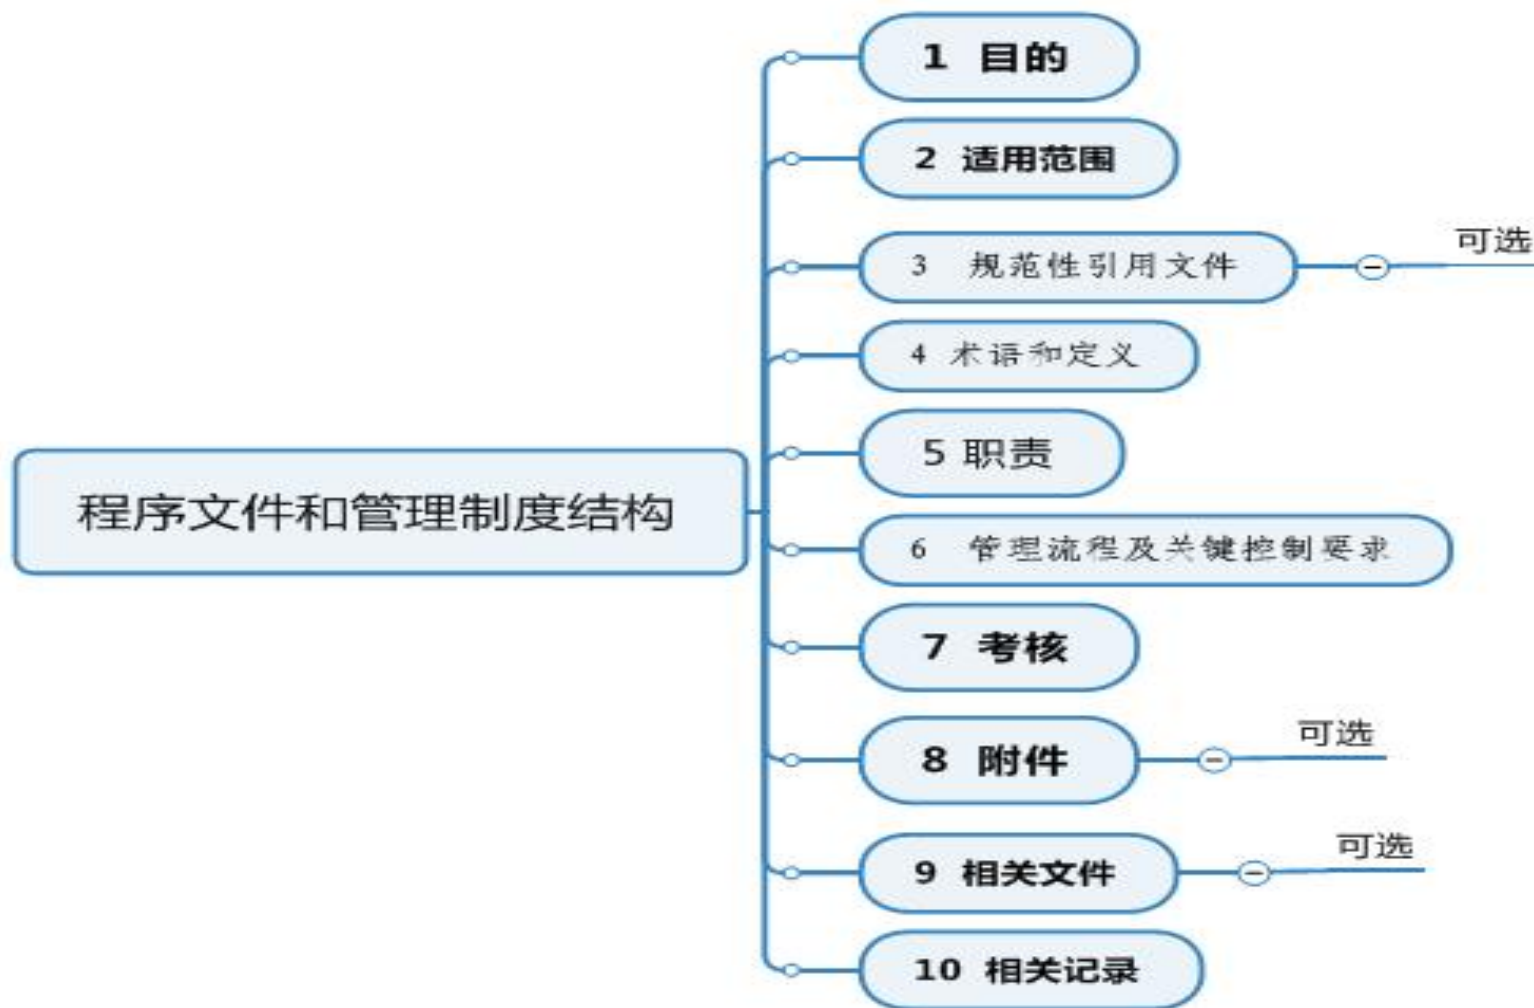 1 目的
2 适用范围
3 规范性引用文件
可选
4 术语和定义
5 职责
程序文件和管理制度结构
6 管理流程及关键控制要求
7 考核
8 附件
可选
9 相关文件
可选
10 相关记录